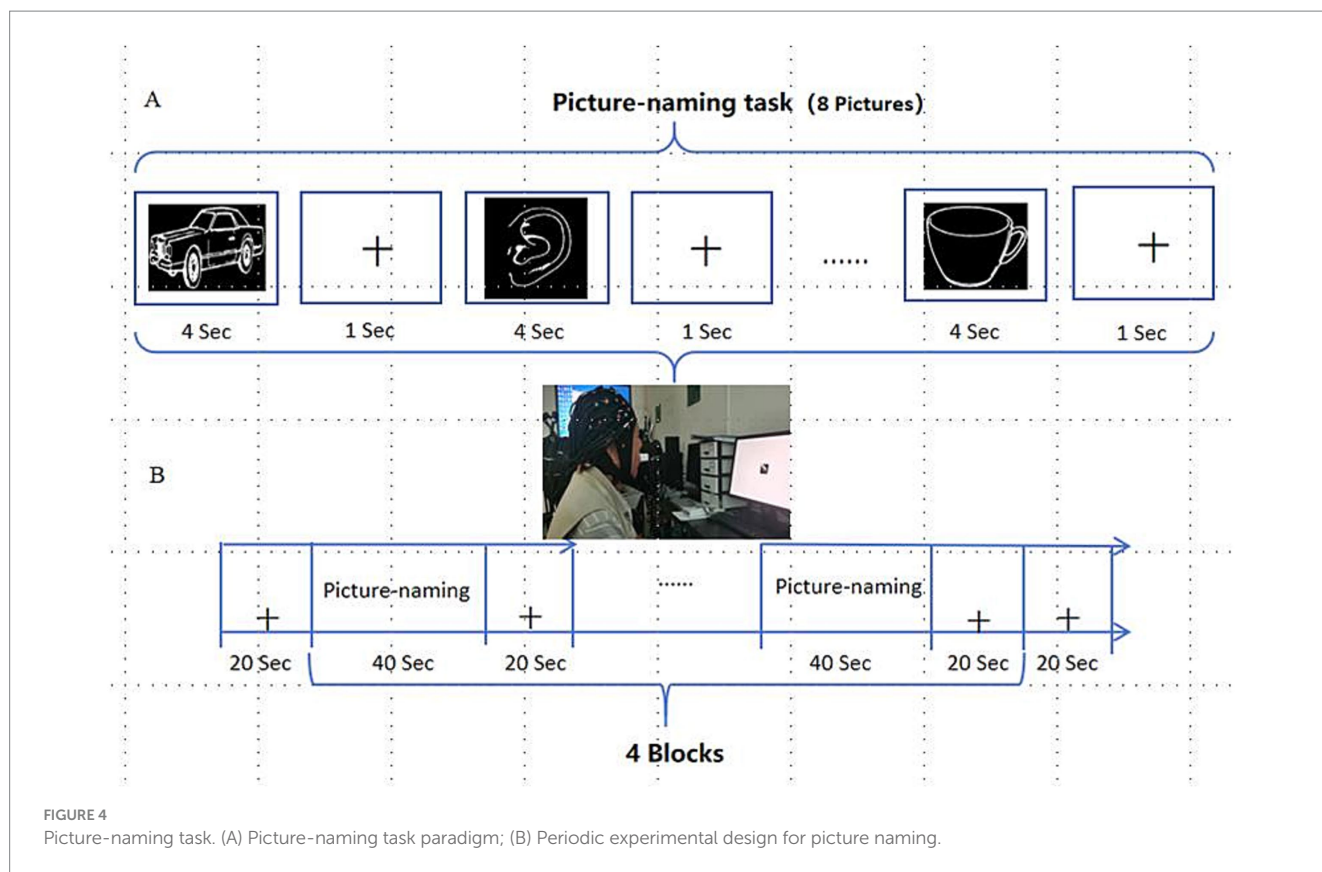 A
Picture-naming task (8 Pictures)
4 Sec 1 Sec 4 Sec 1 Sec ...... 4 Sec 1 Sec
B
Picture-naming ...... Picture-naming
20 Sec 40 Sec 20 Sec 40 Sec 20 Sec 20 Sec
4 Blocks
FIGURE 4
Picture-naming task. (A) Picture-naming task paradigm; (B) Periodic experimental design for picture naming.